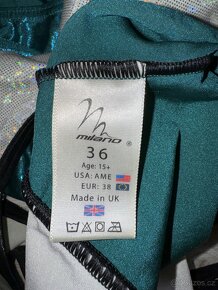 milano
®
36
Age: 15+
USA: AME
EUR: 38
Made in UK